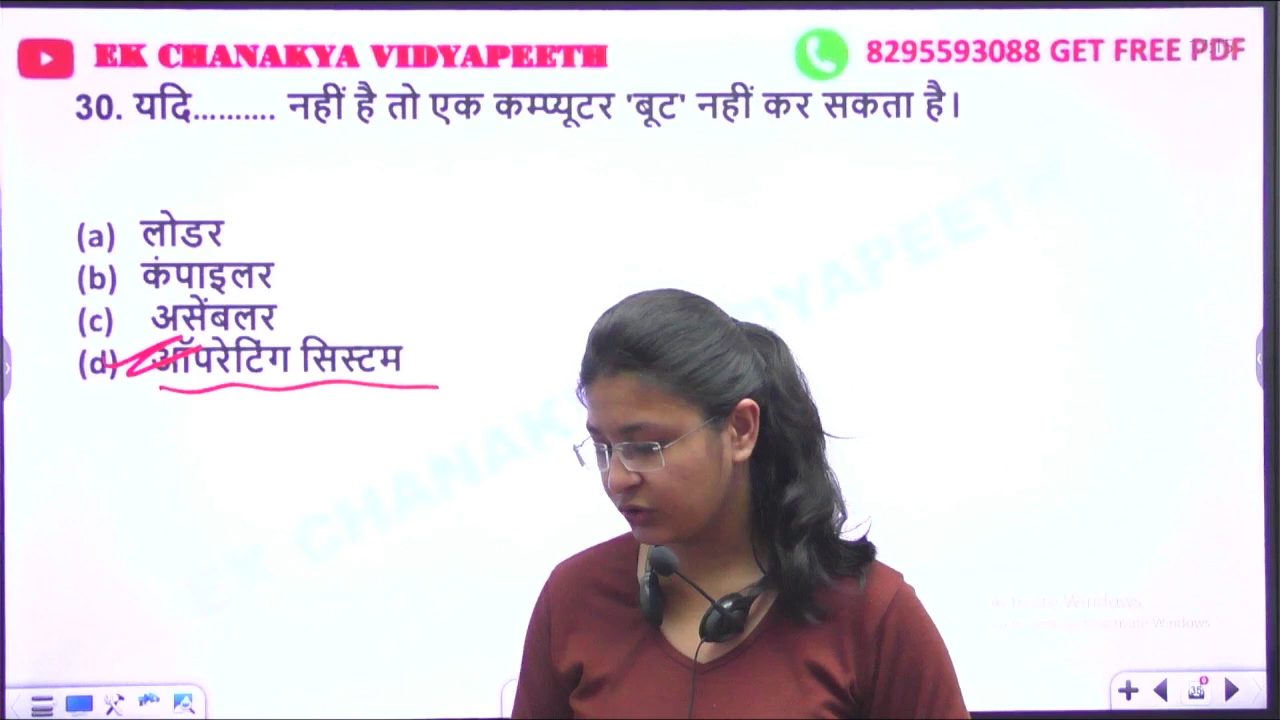 EK CHANAKYA VIDYAPEETH
8295593088 GET FREE PDF
30. यदि.......... नहीं है तो एक कम्प्यूटर 'बूट' नहीं कर सकता है।
(a) लोडर
(b) कंपाइलर
(c) असेंबलर
(d) ऑपरेटिंग सिस्टम